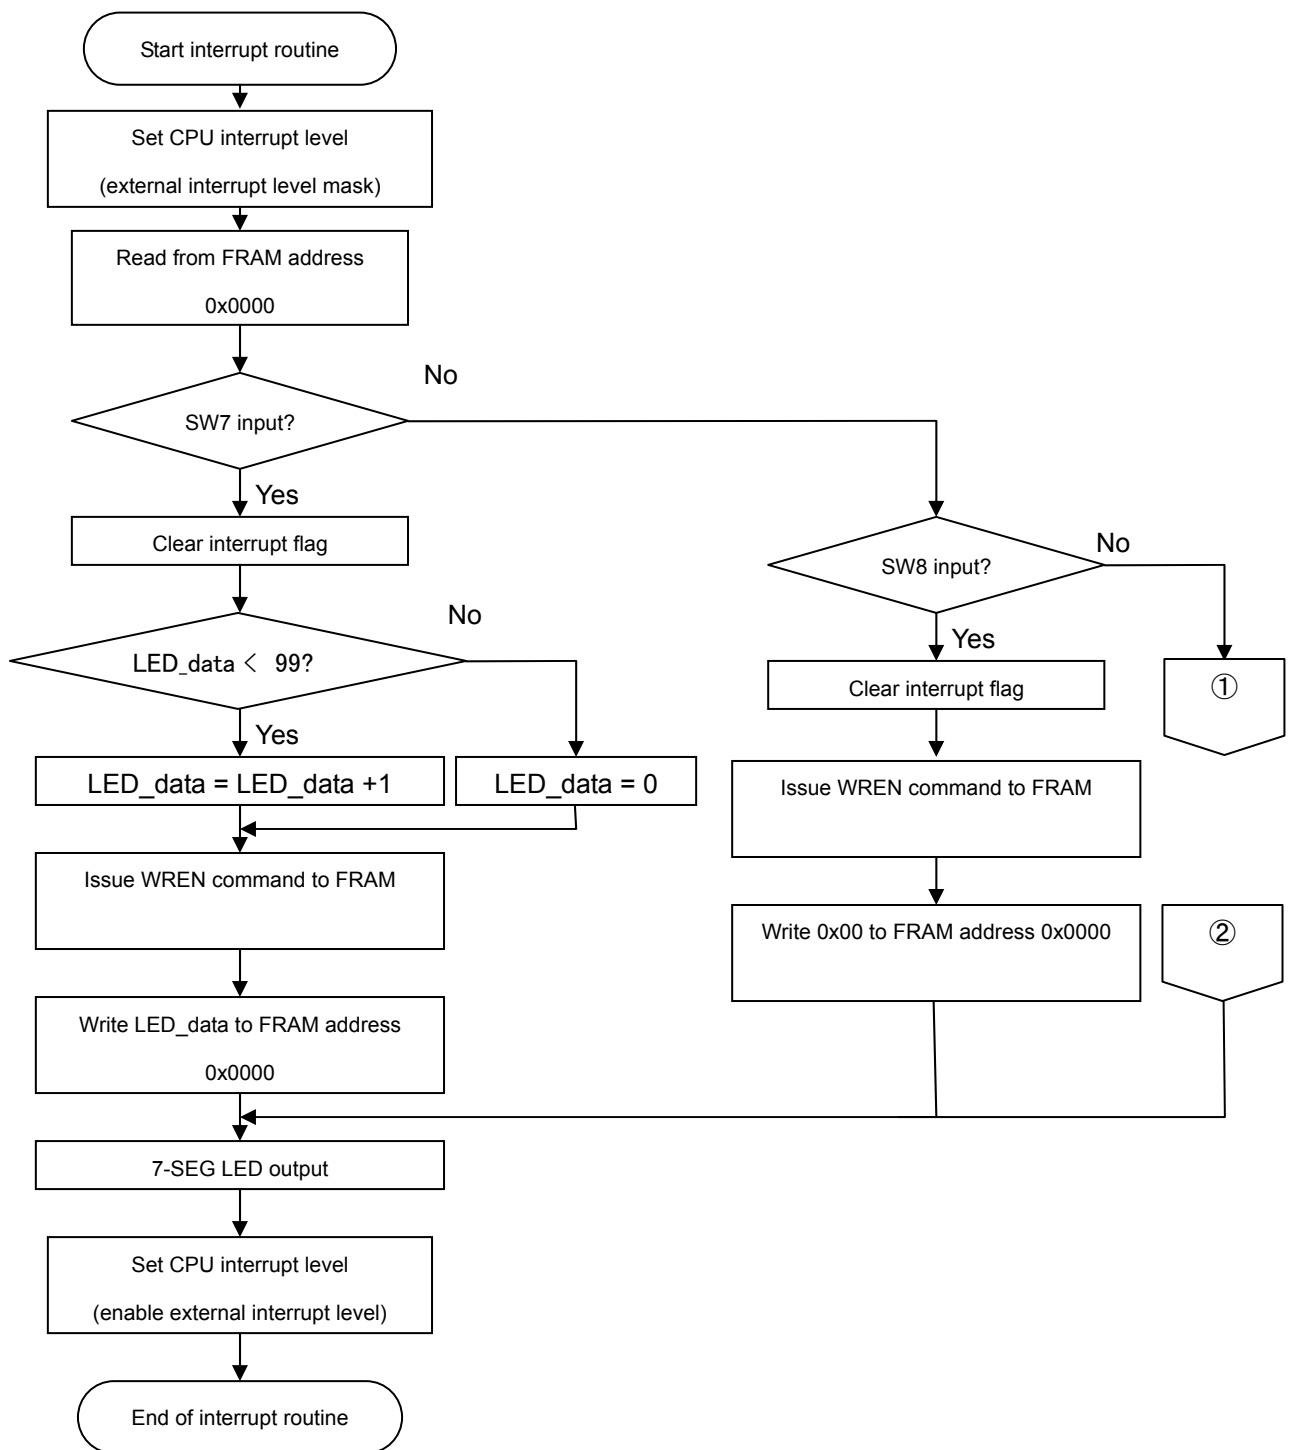 Start interrupt routine
Set CPU interrupt level
(external interrupt level mask)
Read from FRAM address
0x0000
No
SW7 input?
Yes
Clear interrupt flag
No
SW8 input?
No
LED_data < 99?
Yes
Clear interrupt flag
①
Yes
LED_data = LED_data +1
LED_data = 0
Issue WREN command to FRAM
Issue WREN command to FRAM
Write 0x00 to FRAM address 0x0000
②
Write LED_data to FRAM address
0x0000
7-SEG LED output
Set CPU interrupt level
(enable external interrupt level)
End of interrupt routine